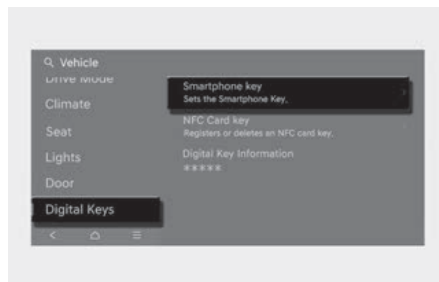 Vehicle
Drive Mode
Climate
Seat
Lights
Door
Digital Keys
Smartphone key
Sets the Smartphone Key.
NFC Card key
Registers or deletes an NFC card key.
Digital Key Information
*****